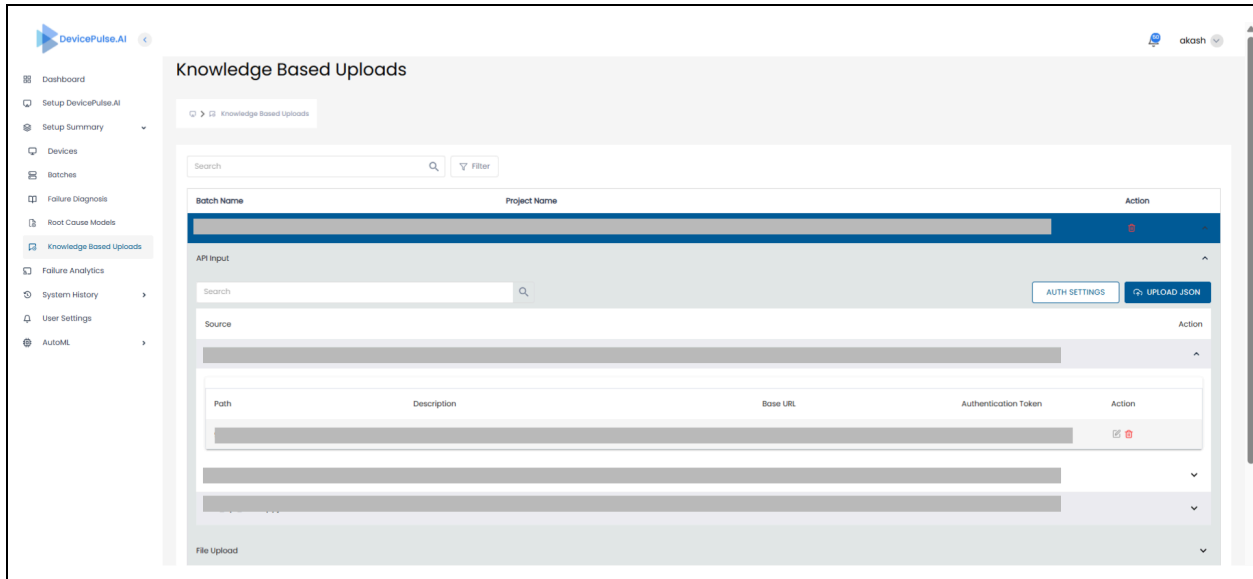 DevicePulse.AI
60
akash
Dashboard
Setup DevicePulse.AI
Setup Summary
Devices
Batches
Failure Diagnosis
Root Cause Models
Knowledge Based Uploads
Failure Analytics
System History
User Settings
AutoML
Knowledge Based Uploads
Knowledge Based Uploads
Search
Filter
Batch Name Project Name Action
API Input
Search
AUTH SETTINGS UPLOAD JSON
Source Action
Path Description Base URL Authentication Token Action
File Upload